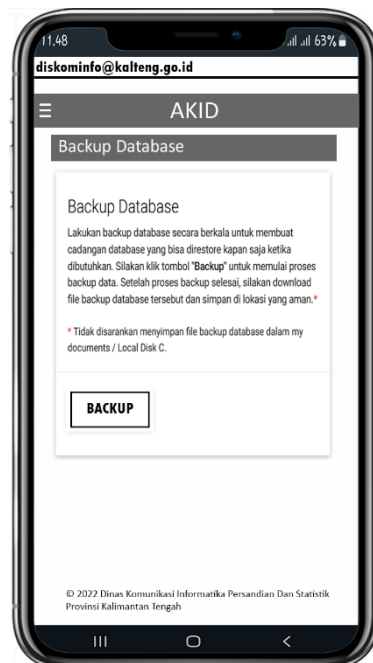 11.48
63%
diskominfo@kalteng.go.id
AKID
Backup Database
Backup Database
Lakukan backup database secara berkala untuk membuat
cadangan database yang bisa direstore kapan saja ketika
dibutuhkan. Silakan klik tombol "Backup" untuk memulai proses
backup data. Setelah proses backup selesai, silakan download
file backup database tersebut dan simpan di lokasi yang aman.*
* Tidak disarankan menyimpan file backup database dalam my
documents / Local Disk C.
BACKUP
© 2022 Dinas Komunikasi Informatika Persandian Dan Statistik
Provinsi Kalimantan Tengah